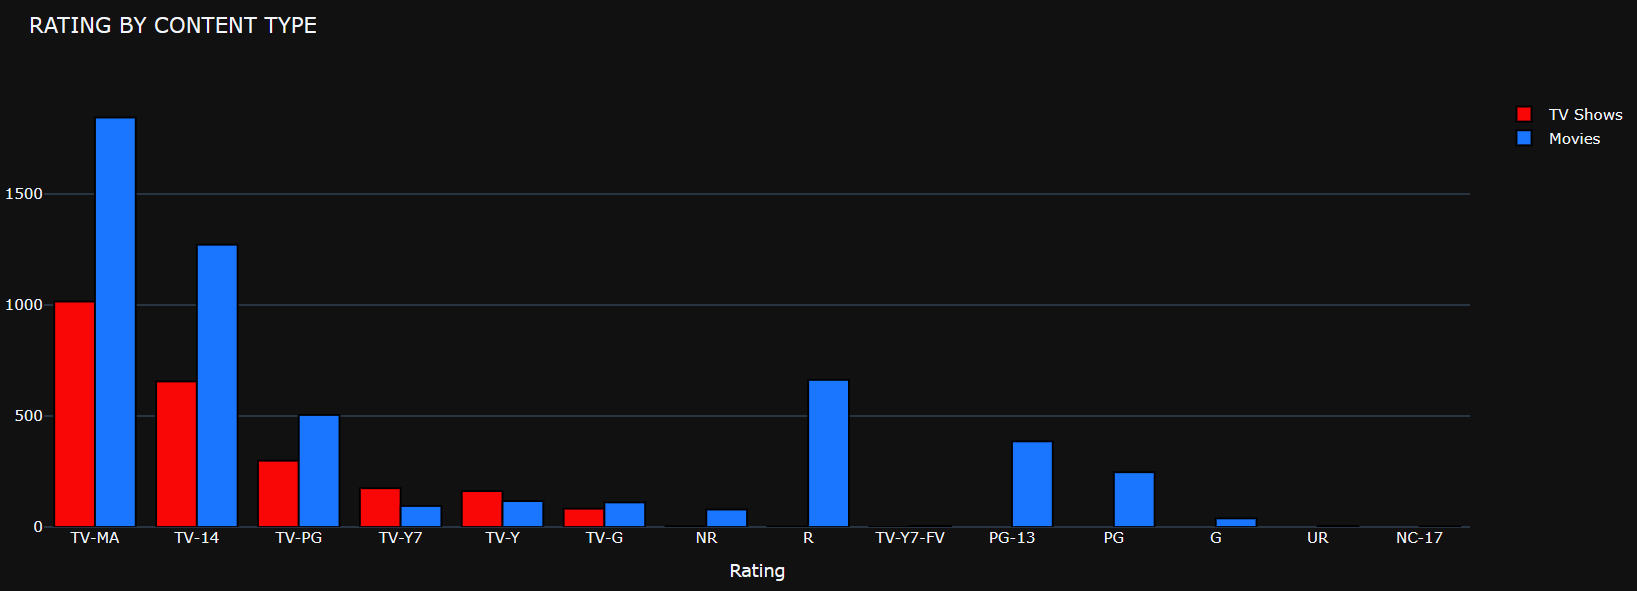 RATING BY CONTENT TYPE
TV Shows
Movies
1500
1000
500
0
TV-MA TV-14 TV-PG TV-Y7 TV-Y TV-G NR R TV-Y7-FV PG-13 PG G UR NC-17
Rating